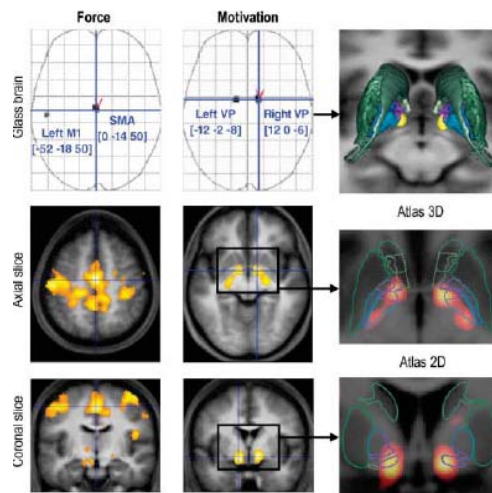 Force
Motivation
Glass brain
Left M1
[-52 -18 50]
SMA
[0 -14 50]
Left VP
[-12 -2 -8]
Right VP
[12 0 -6]
Atlas 3D
Axial slice
Atlas 2D
Coronal slice